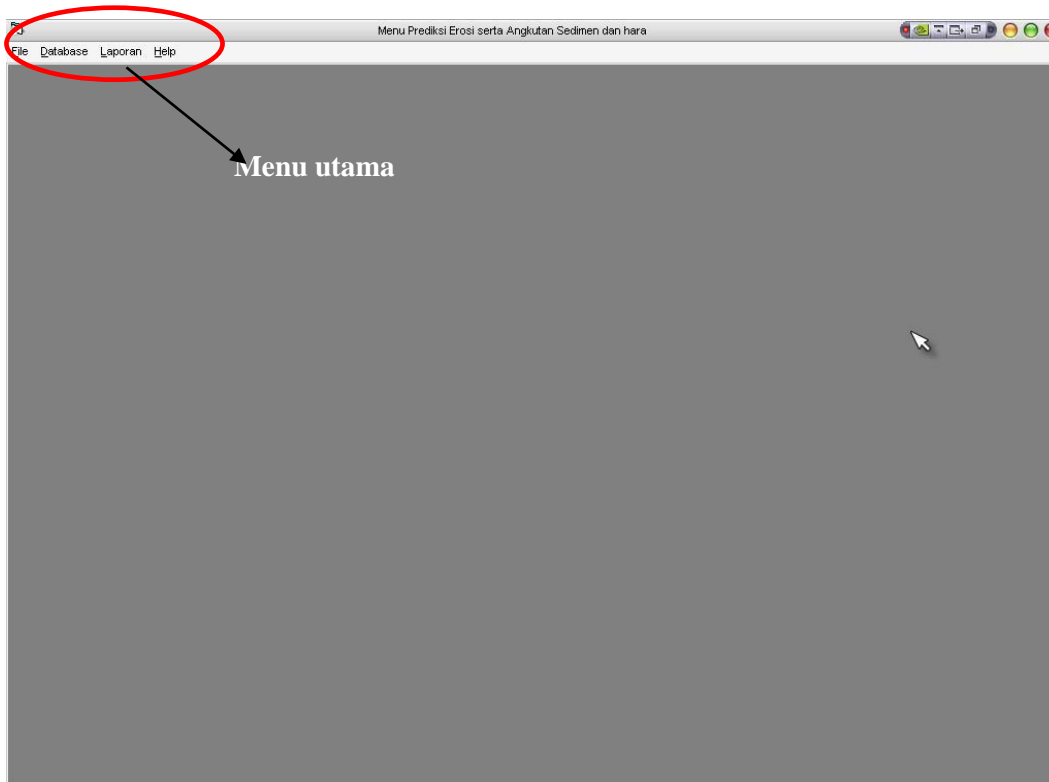 Menu Prediksi Erosi serta Angkutan Sedimen dan hara
File Database Laporan Help
Menu utama